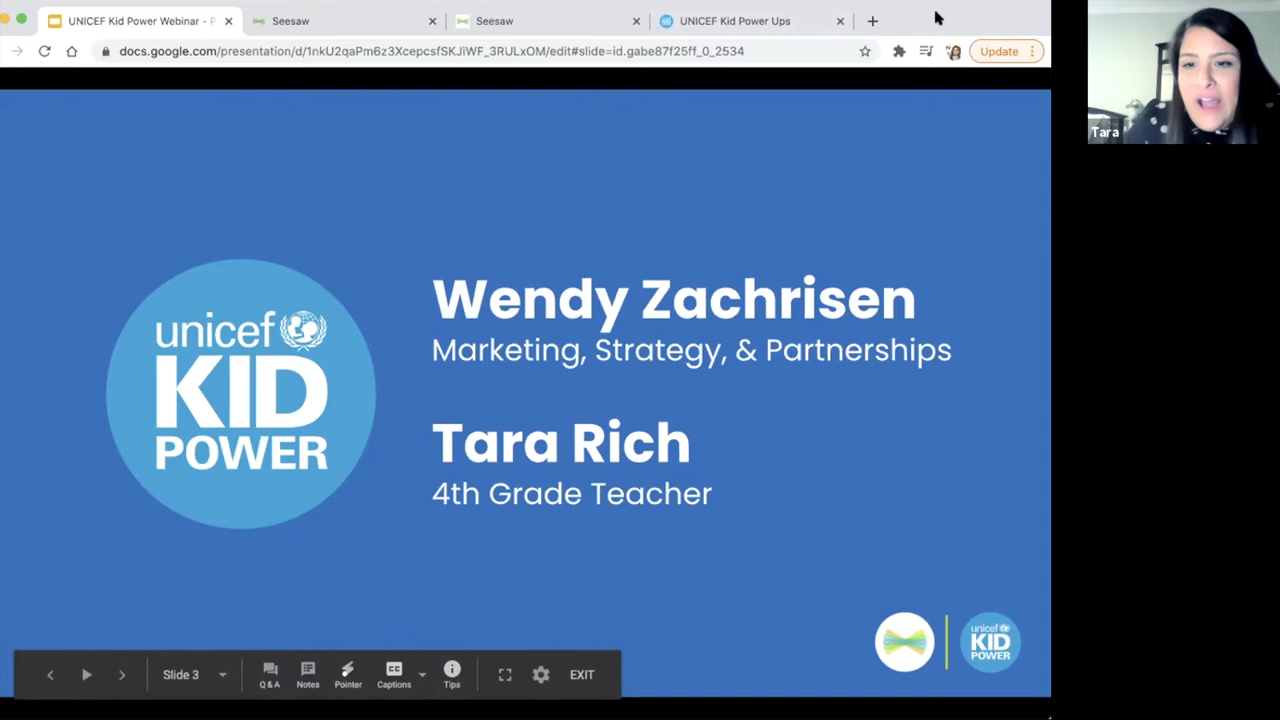 UNICEF Kid Power Webinar - P
Seesaw
Seesaw
UNICEF Kid Power Ups
docs.google.com/presentation/d/1nkU2qaPm6z3XcepcsfSKJiWF_3RULxOM/edit#slide=id.gabe87f25ff_0_2534
Update
Tara
unicef
KID
POWER
Wendy Zachrisen
Marketing, Strategy, & Partnerships
Tara Rich
4th Grade Teacher
unicef
KID
POWER
Slide 3
Q & A
Notes
Pointer
CC
Captions
Tips
EXIT